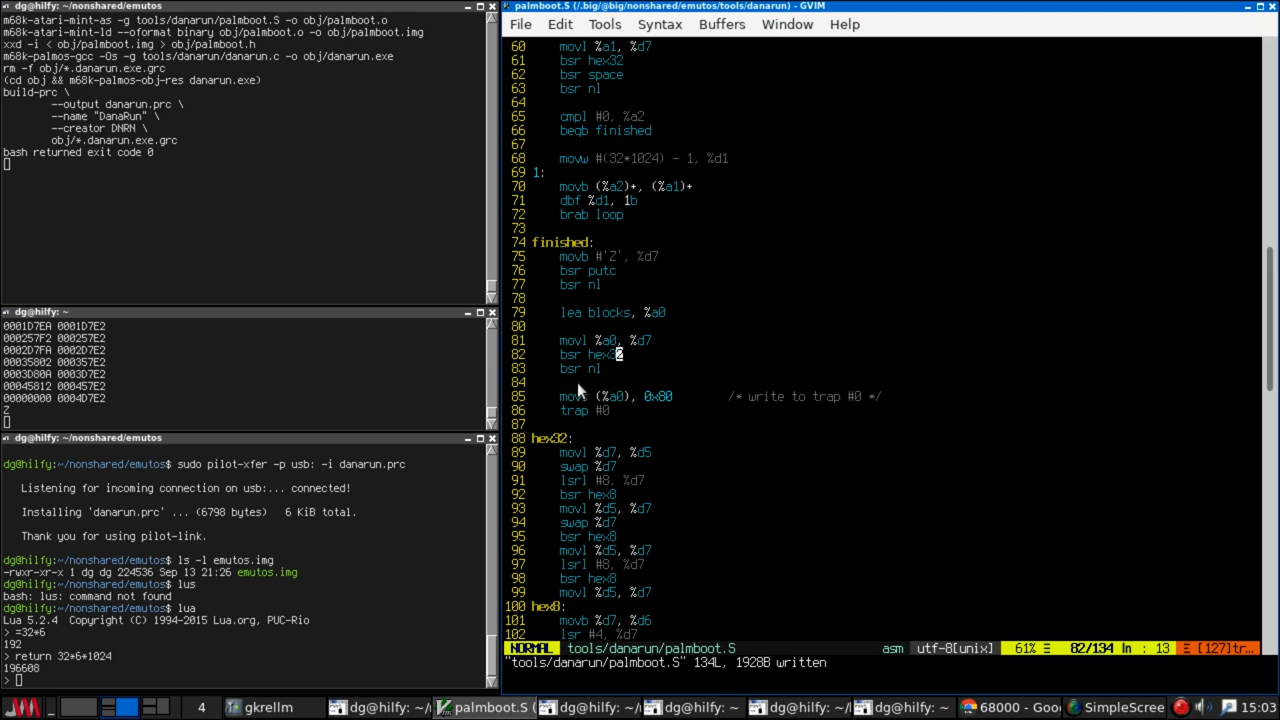 dg@hilfy: ~/nonshared/emutos
m68k-atari-mint-as -g tools/danarun/palmboot.S -o obj/palmboot.o
m68k-atari-mint-ld --oformat binary obj/palmboot.o -o obj/palmboot.img
xxd -i < obj/palmboot.img > obj/palmboot.h
m68k-palmos-gcc -Os -g tools/danarun/danarun.c -o obj/danarun.exe
rm -f obj/*.danarun.exe.grc
(cd obj && m68k-palmos-obj-res danarun.exe)
build-prc \
--output danarun.prc \
--name "DanaRun" \
--creator DNRN \
obj/*.danarun.exe.grc
bash returned exit code 0
dg@hilfy: ~
0001D7EA 0001D7E2
000257F2 000257E2
0002D7FA 0002D7E2
00035802 000357E2
0003D80A 0003D7E2
00045812 000457E2
00000000 0004D7E2
Z
dg@hilfy: ~/nonshared/emutos
dg@hilfy:~/nonshared/emutos$ sudo pilot-xfer -p usb: -i danarun.prc
Listening for incoming connection on usb:... connected!
Installing 'danarun.prc' ... (6798 bytes)   6 KiB total.
Thank you for using pilot-link.
dg@hilfy:~/nonshared/emutos$ ls -l emutos.img
-rwxr-xr-x 1 dg dg 224536 Sep 13 21:26 emutos.img
dg@hilfy:~/nonshared/emutos$ lus
bash: lus: command not found
dg@hilfy:~/nonshared/emutos$ lua
Lua 5.2.4  Copyright (C) 1994-2015 Lua.org, PUC-Rio
> =32*6
192
> return 32*6*1024
196608
>
palmboot.S (/.big/@big/nonshared/emutos/tools/danarun) - GVIM
File Edit Tools Syntax Buffers Window Help
60 movl %a1, %d7
61 bsr hex32
62 bsr space
63 bsr nl
64
65 cmpl #0, %a2
66 beqb finished
67
68 movw #(32*1024) - 1, %d1
69 1:
70 movb (%a2)+, (%a1)+
71 dbf %d1, 1b
72 brab loop
73
74 finished:
75 movb #'Z', %d7
76 bsr putc
77 bsr nl
78
79 lea blocks, %a0
80
81 movl %a0, %d7
82 bsr hex32
83 bsr nl
84
85 movl (%a0), 0x80 /* write to trap #0 */
86 trap #0
87
88 hex32:
89 movl %d7, %d5
90 swap %d7
91 lsrl #8, %d7
92 bsr hex8
93 movl %d5, %d7
94 swap %d7
95 bsr hex8
96 movl %d5, %d7
97 lsrl #8, %d7
98 bsr hex8
99 movl %d5, %d7
100 hex8:
101 movb %d7, %d6
102 lsr #4, %d7
NORMAL tools/danarun/palmboot.S asm utf-8[unix] 61% Ξ 82/134 ln : 13 Ξ [127]tr…
"tools/danarun/palmboot.S" 134L, 1928B written
4 gkrellm dg@hilfy: ~/ palmboot.S ( dg@hilfy: ~/ dg@hilfy: ~ dg@hilfy: ~/ dg@hilfy: ~ 68000 - Goo SimpleScree 15:03